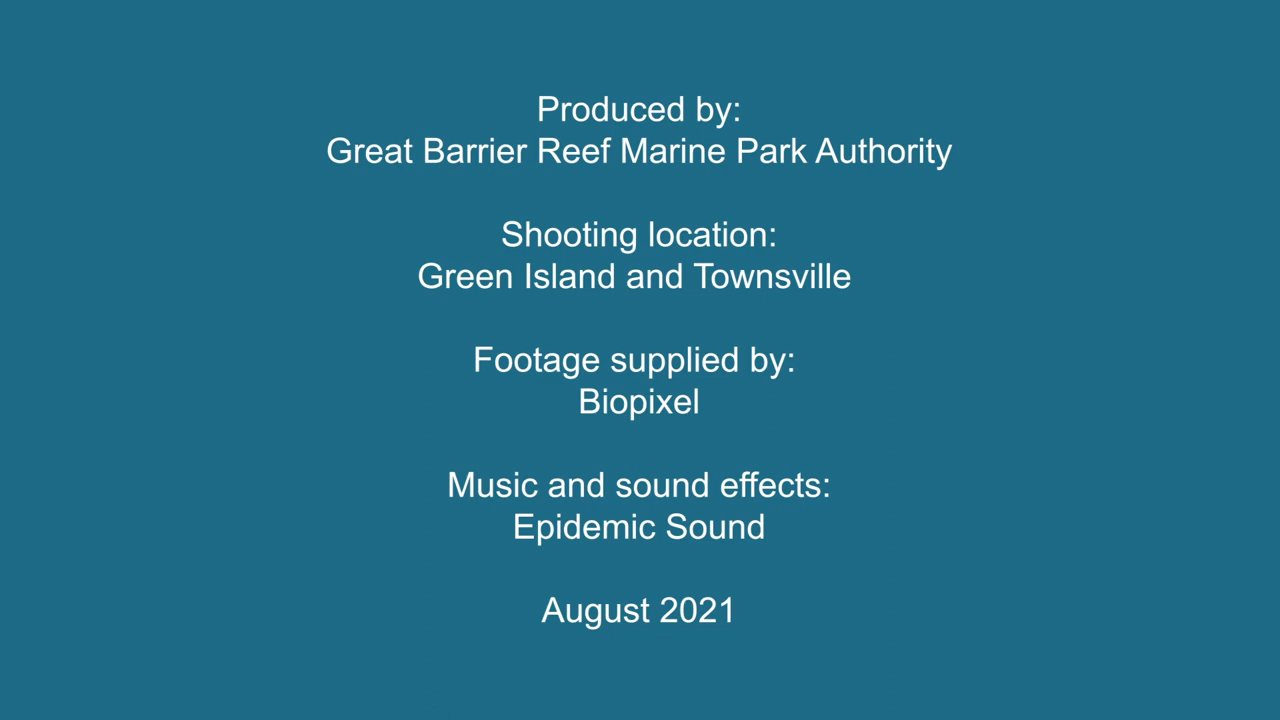 Produced by:
Great Barrier Reef Marine Park Authority
Shooting location:
Green Island and Townsville
Footage supplied by:
Biopixel
Music and sound effects:
Epidemic Sound
August 2021